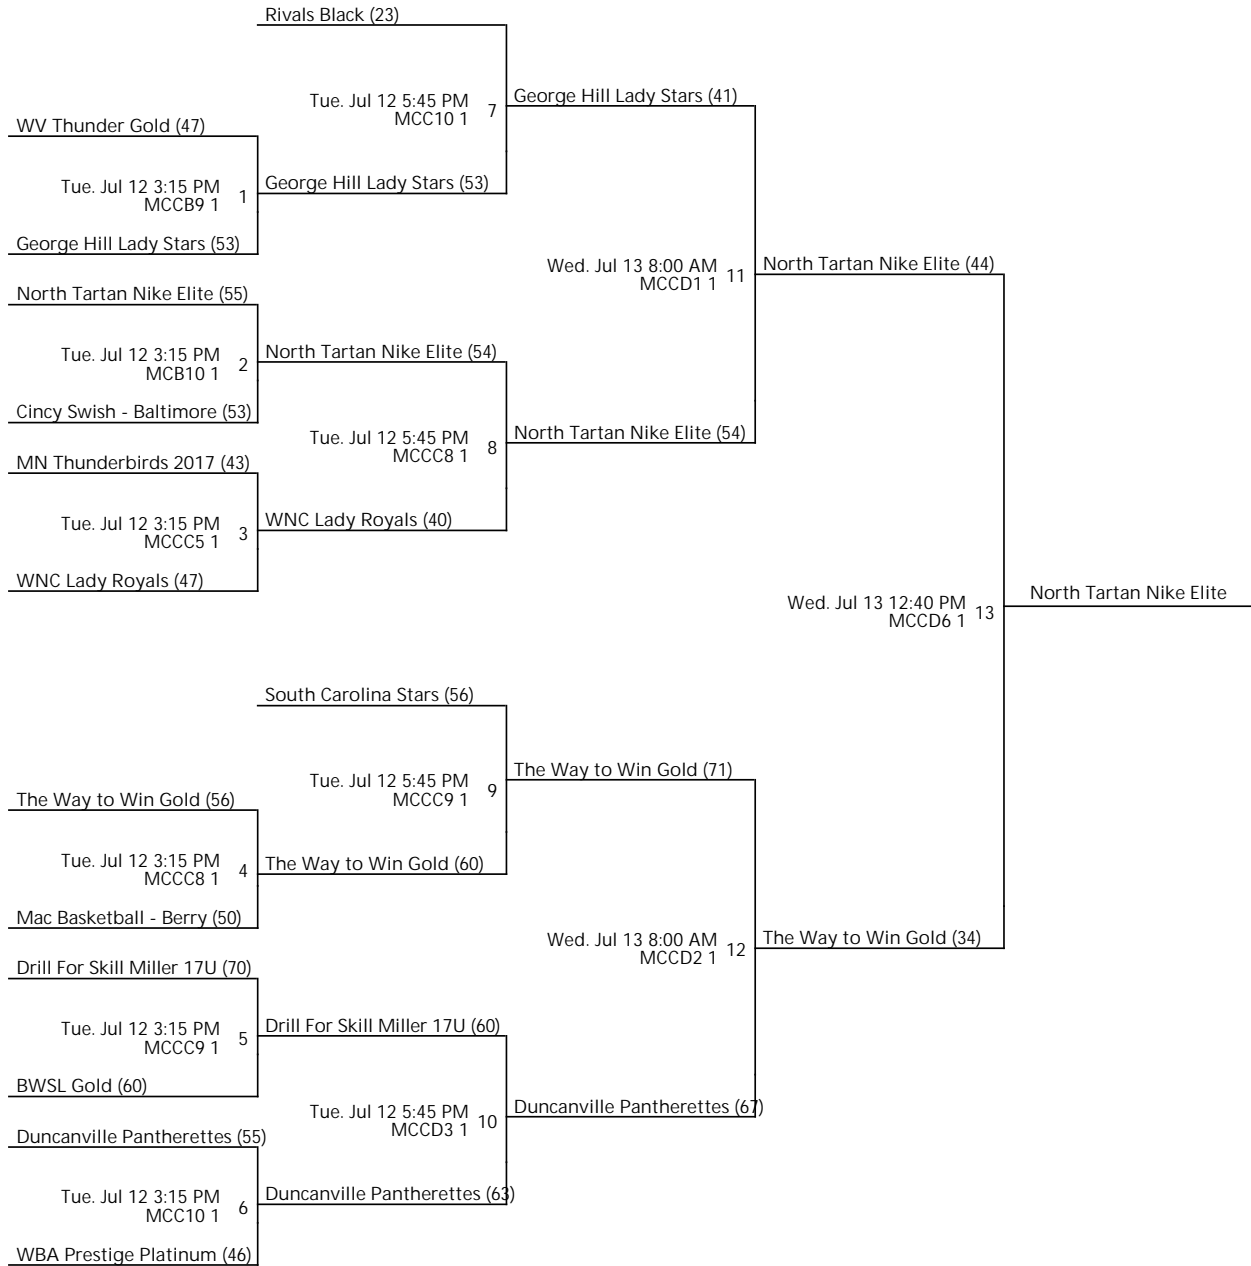 Rivals Black (23)
Tue. Jul 12 5:45 PM
MCC10 1
7
George Hill Lady Stars (41)
WV Thunder Gold (47)
Tue. Jul 12 3:15 PM
MCCB9 1
1
George Hill Lady Stars (53)
George Hill Lady Stars (53)
Wed. Jul 13 8:00 AM
MCCD1 1
11
North Tartan Nike Elite (44)
North Tartan Nike Elite (55)
Tue. Jul 12 3:15 PM
MCB10 1
2
North Tartan Nike Elite (54)
Cincy Swish - Baltimore (53)
Tue. Jul 12 5:45 PM
MCCC8 1
8
North Tartan Nike Elite (54)
MN Thunderbirds 2017 (43)
Tue. Jul 12 3:15 PM
MCCC5 1
3
WNC Lady Royals (40)
WNC Lady Royals (47)
Wed. Jul 13 12:40 PM
MCCD6 1
13
North Tartan Nike Elite
South Carolina Stars (56)
Tue. Jul 12 5:45 PM
MCCC9 1
9
The Way to Win Gold (71)
The Way to Win Gold (56)
Tue. Jul 12 3:15 PM
MCCC8 1
4
The Way to Win Gold (60)
Mac Basketball - Berry (50)
Wed. Jul 13 8:00 AM
MCCD2 1
12
The Way to Win Gold (34)
Drill For Skill Miller 17U (70)
Tue. Jul 12 3:15 PM
MCCC9 1
5
Drill For Skill Miller 17U (60)
BWSL Gold (60)
Tue. Jul 12 5:45 PM
MCCD3 1
10
Duncanville Pantherettes (67)
Duncanville Pantherettes (55)
Tue. Jul 12 3:15 PM
MCC10 1
6
Duncanville Pantherettes (63)
WBA Prestige Platinum (46)